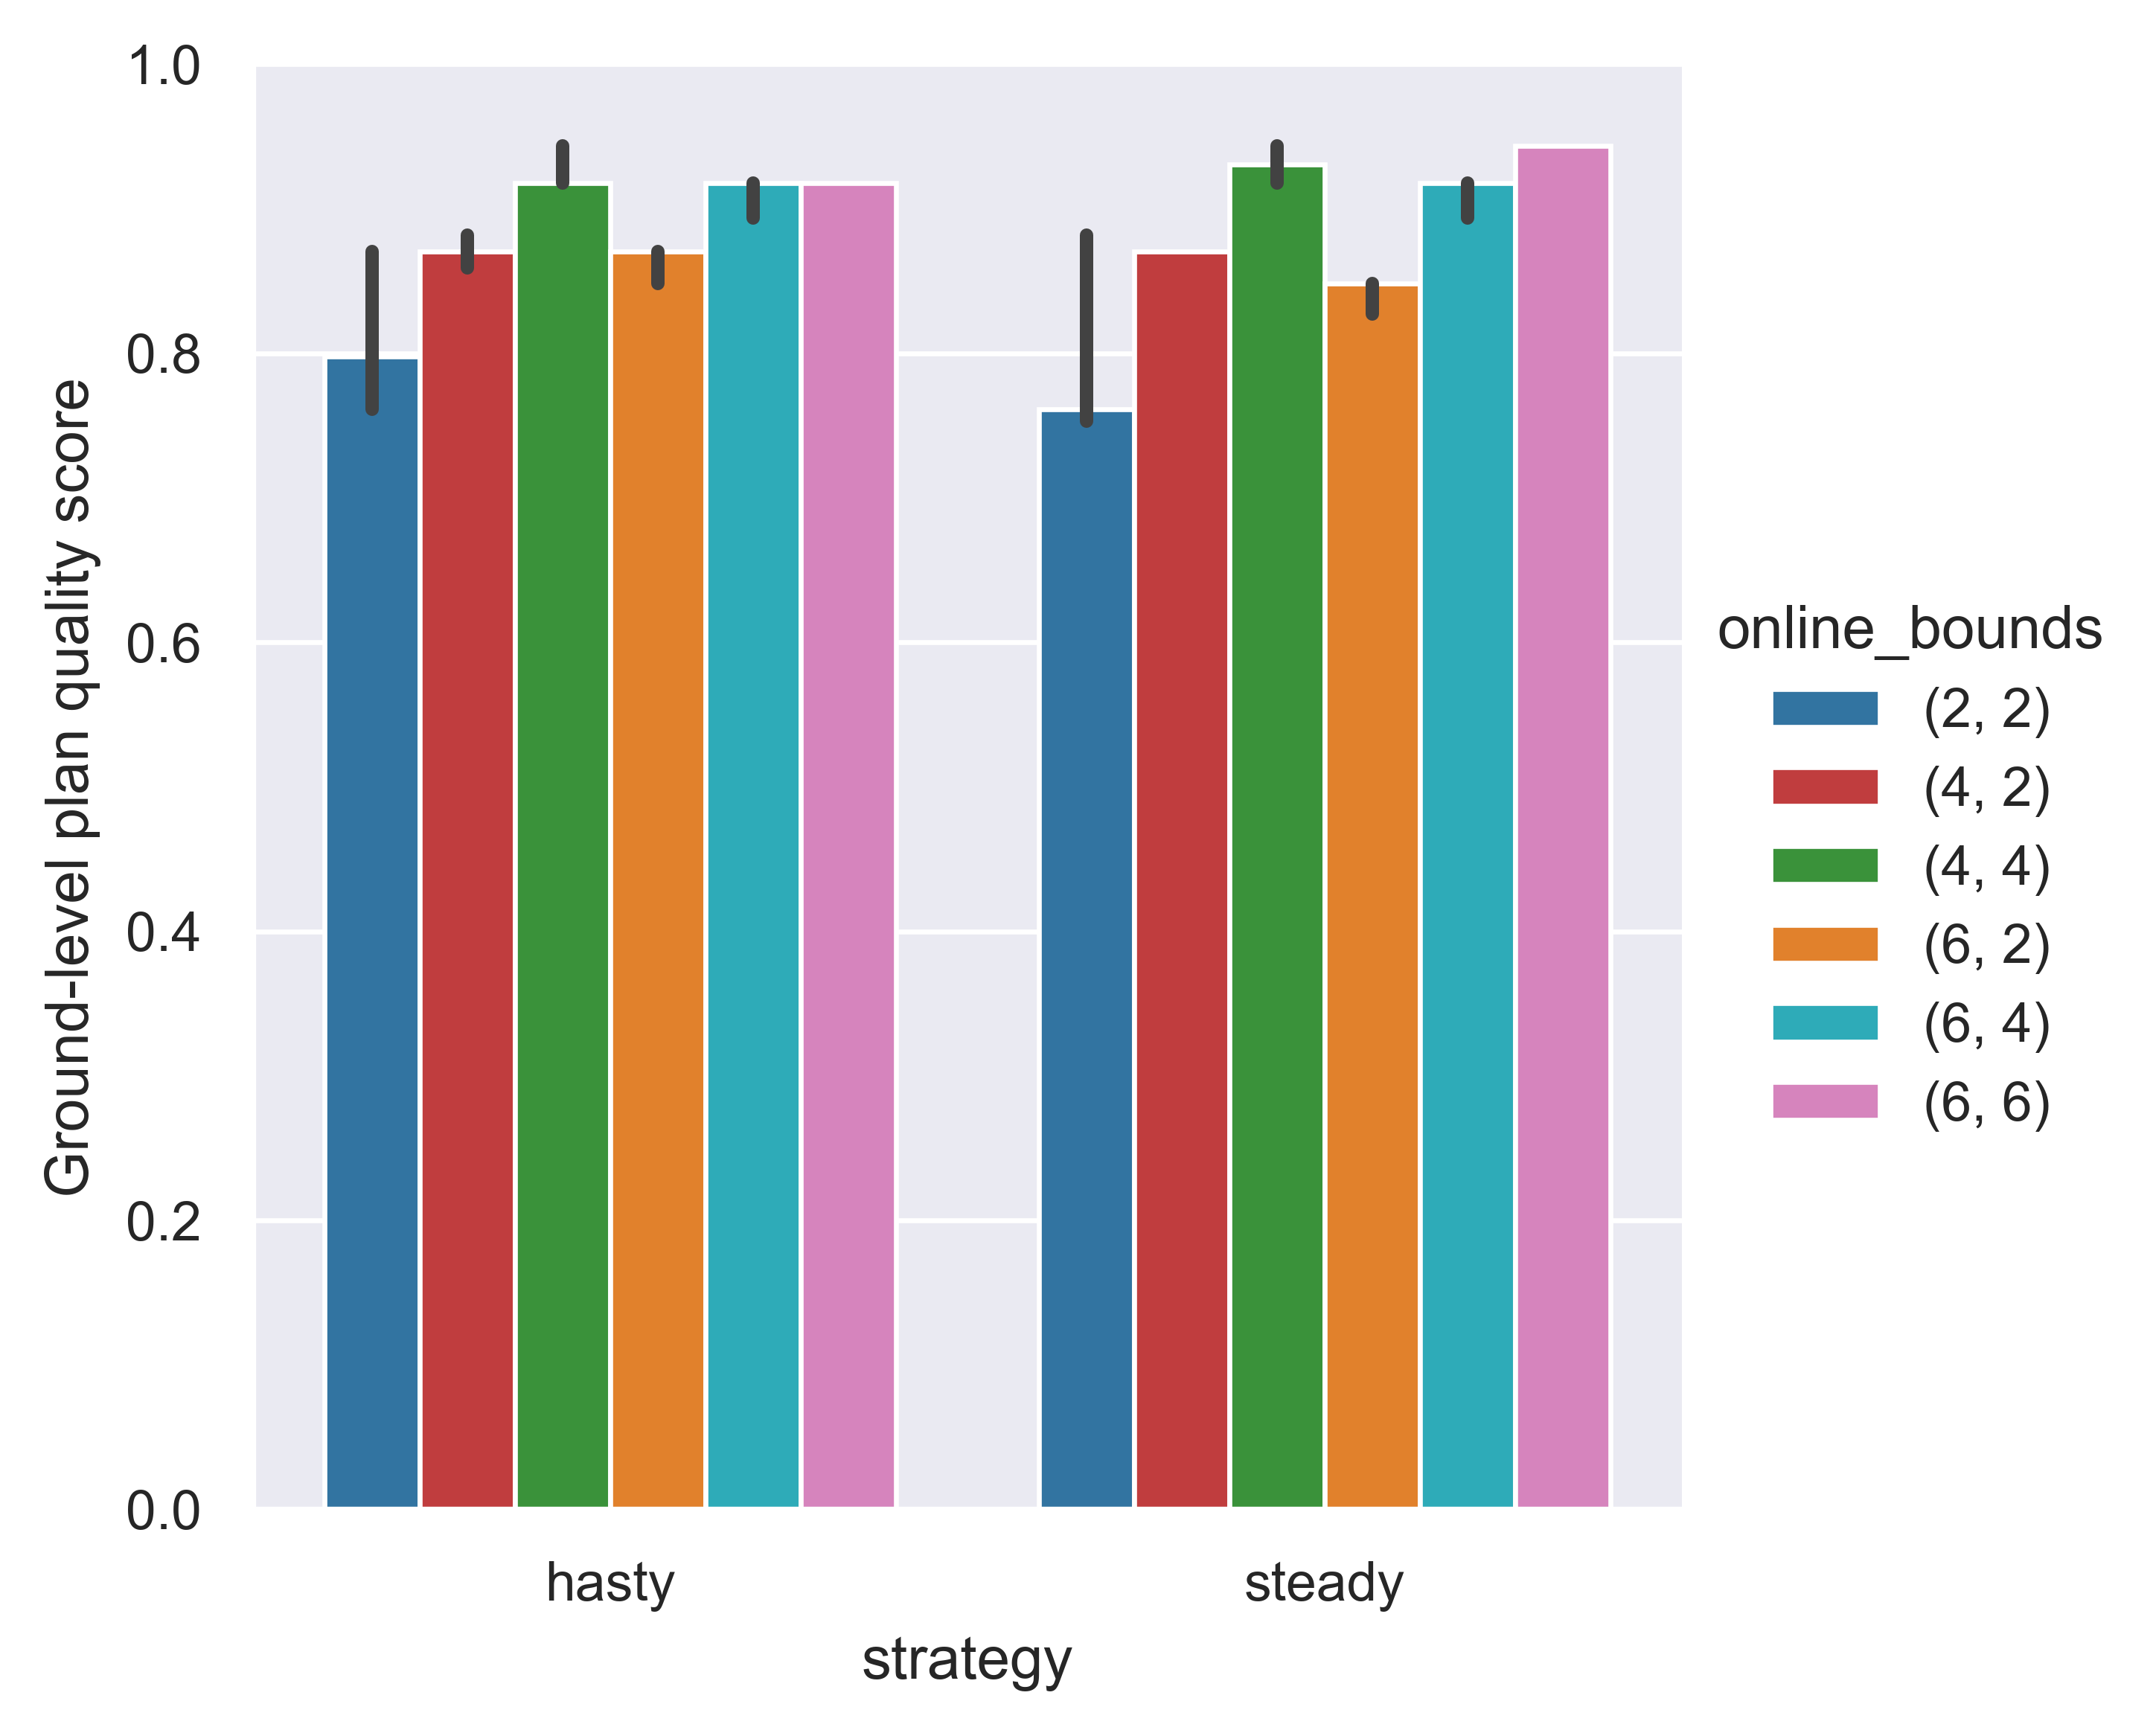 1.0
0.8
0.6
0.4
0.2
0.0
Ground-level plan quality score
hasty
steady
strategy
online_bounds
(2, 2)
(4, 2)
(4, 4)
(6, 2)
(6, 4)
(6, 6)